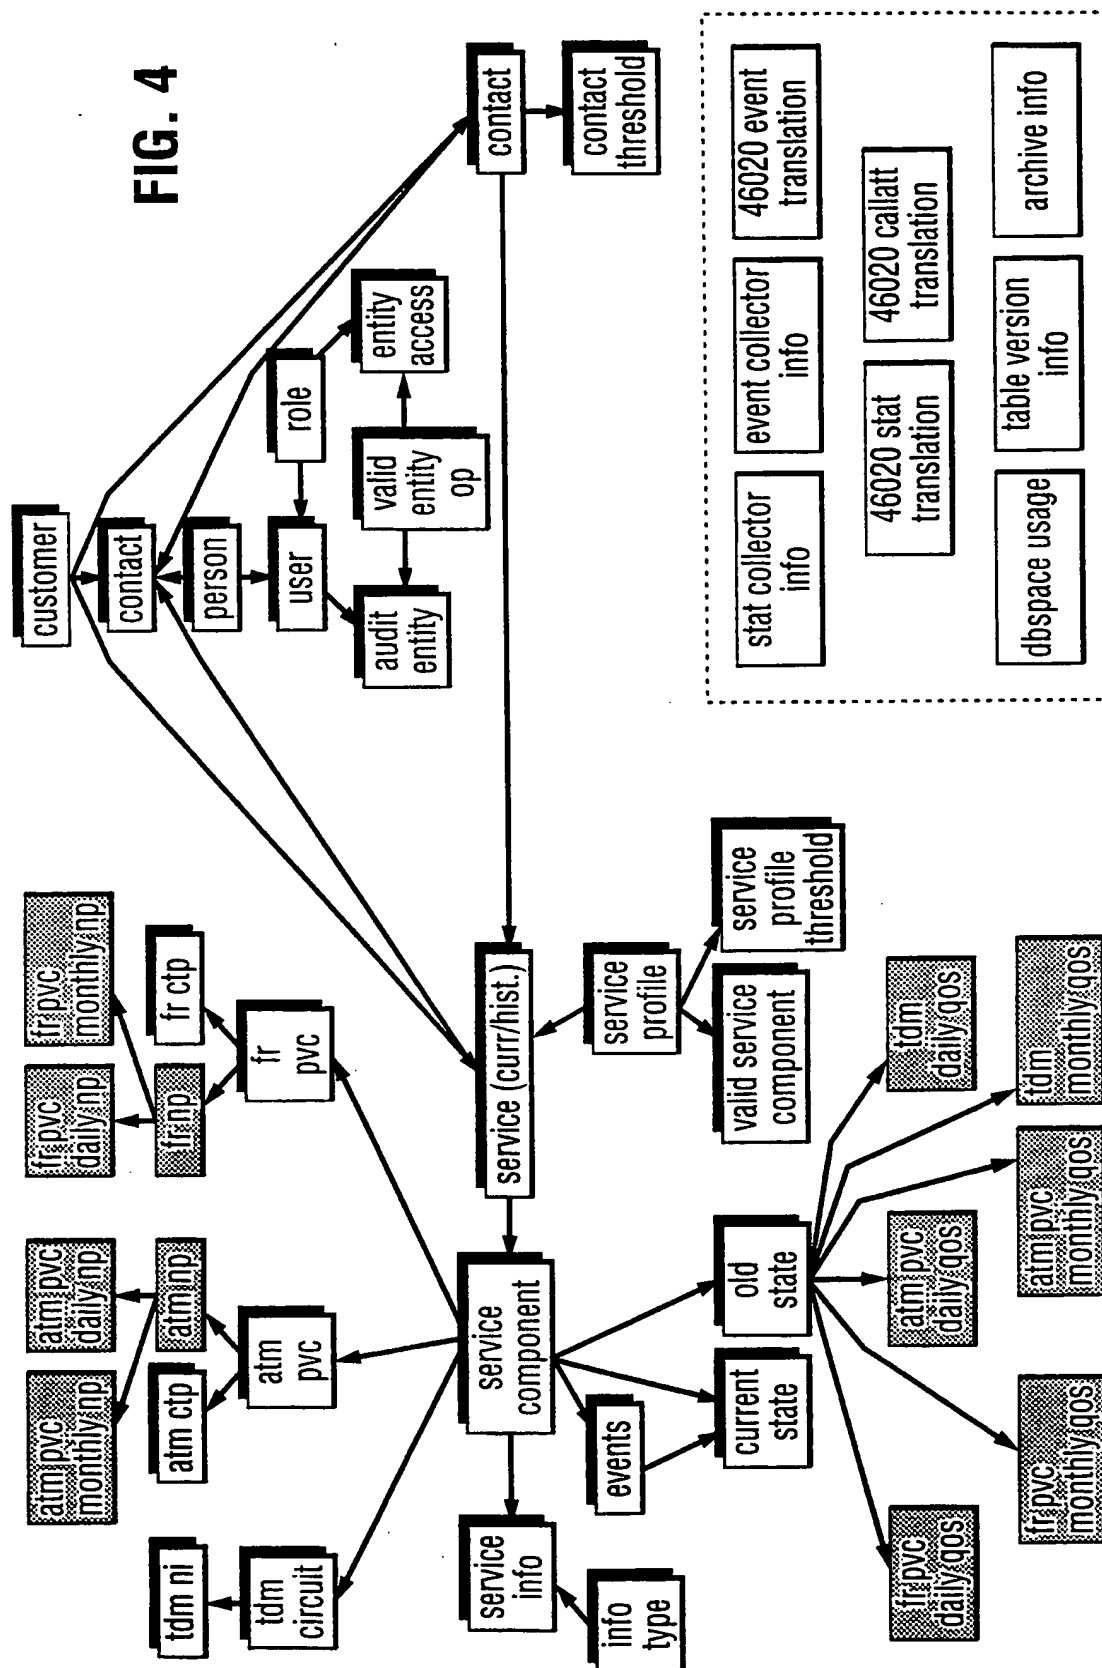 FIG. 4
customer
contact
person
user
role
audit
entity
valid
entity
op
entity
access
contact
contact
threshold
atm pvc
monthly np
atm pvc
daily np
fr pvc
daily np
fr pvc
monthly np
tdm ni
atm ctp
atm np
fr np
fr ctp
tdm
circuit
atm
pvc
fr
pvc
service
info
service
component
service (curr/hist.)
info
type
events
service
profile
current
state
old
state
valid service
component
service
profile
threshold
fr pvc
daily qos
atm pvc
daily qos
tdm
daily qos
fr pvc
monthly qos
atm pvc
monthly qos
tdm
monthly qos
stat collector
info
event collector
info
46020 event
translation
46020 stat
translation
46020 callatt
translation
dbspace usage
table version
info
archive info